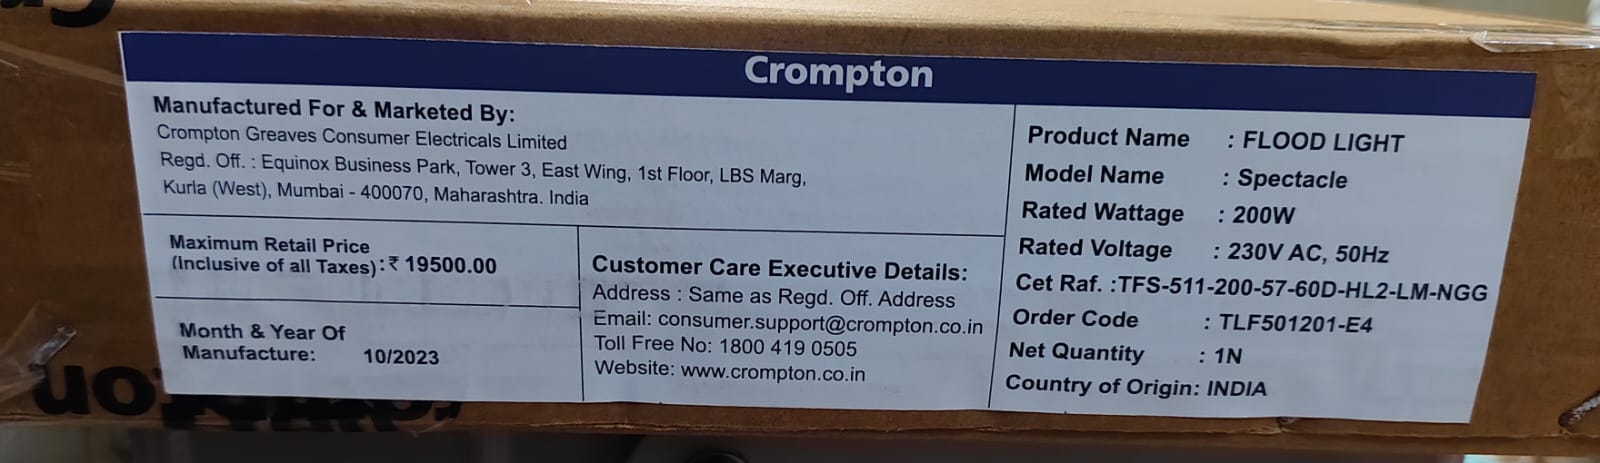 Crompton
Manufactured For & Marketed By:
Crompton Greaves Consumer Electricals Limited
Regd. Off. : Equinox Business Park, Tower 3, East Wing, 1st Floor, LBS Marg,
Kurla (West), Mumbai - 400070, Maharashtra. India
Maximum Retail Price
(Inclusive of all Taxes):₹ 19500.00
Month & Year Of
Manufacture: 10/2023
Customer Care Executive Details:
Address : Same as Regd. Off. Address
Email: consumer.support@crompton.co.in
Toll Free No: 1800 419 0505
Website: www.crompton.co.in
Product Name : FLOOD LIGHT
Model Name : Spectacle
Rated Wattage : 200W
Rated Voltage : 230V AC, 50Hz
Cet Raf. :TFS-511-200-57-60D-HL2-LM-NGG
Order Code : TLF501201-E4
Net Quantity : 1N
Country of Origin: INDIA